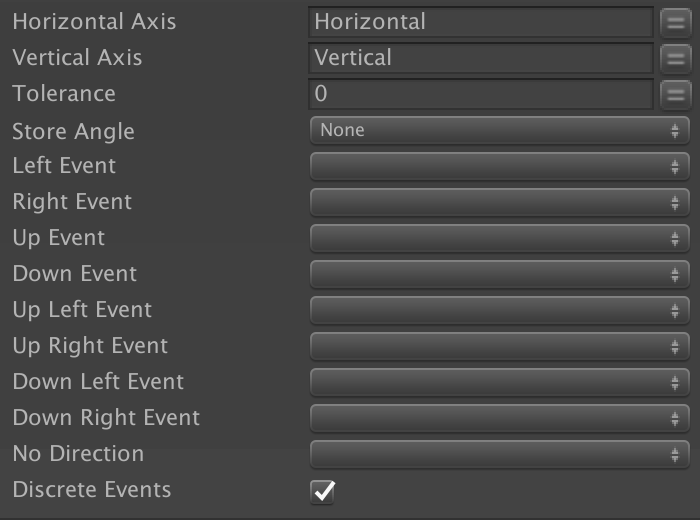 Horizontal Axis Horizontal
Vertical Axis Vertical
Tolerance 0
Store Angle None
Left Event
Right Event
Up Event
Down Event
Up Left Event
Up Right Event
Down Left Event
Down Right Event
No Direction
Discrete Events